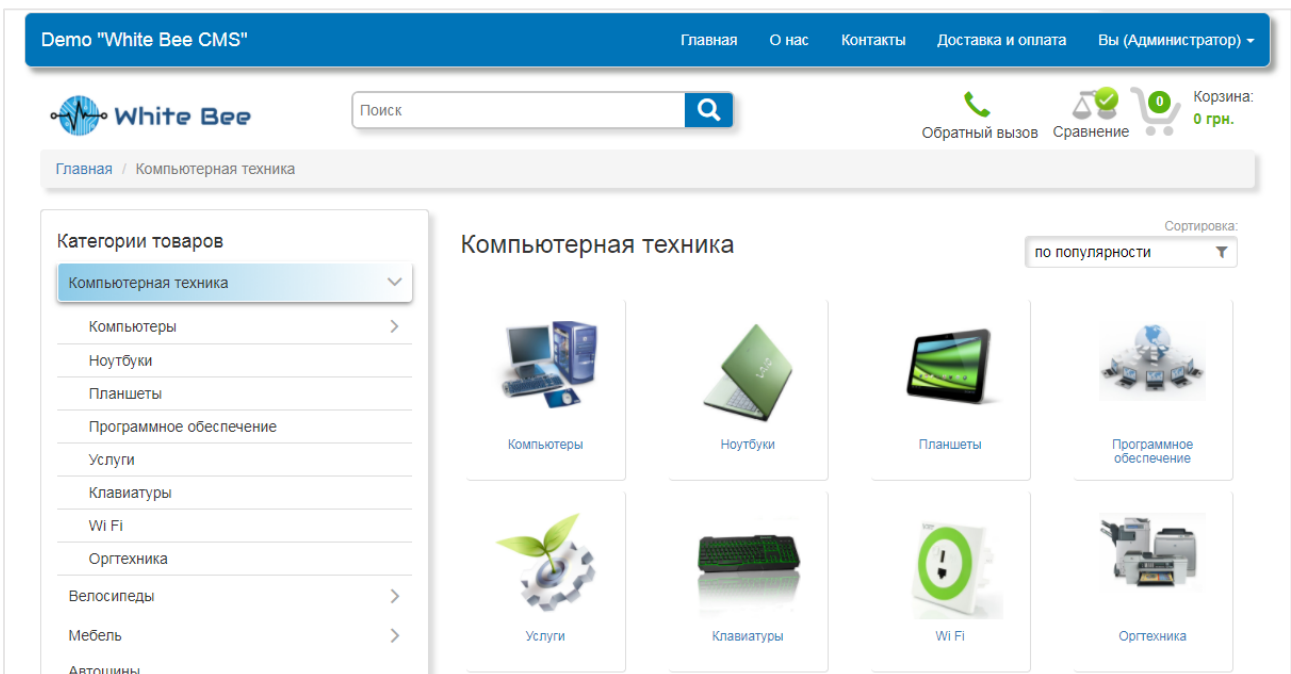 Demo "White Bee CMS"
Главная О нас Контакты Доставка и оплата Вы (Администратор)
White Bee
Поиск
Обратный вызов
Сравнение
0
Корзина:
0 грн.
Главная / Компьютерная техника
Категории товаров
Компьютерная техника
Компьютеры
Ноутбуки
Планшеты
Программное обеспечение
Услуги
Клавиатуры
Wi Fi
Оргтехника
Велосипеды
Мебель
Автошины
Компьютерная техника
Сортировка:
по популярности
Компьютеры
Ноутбуки
Планшеты
Программное
обеспечение
Услуги
Клавиатуры
Wi Fi
Оргтехника